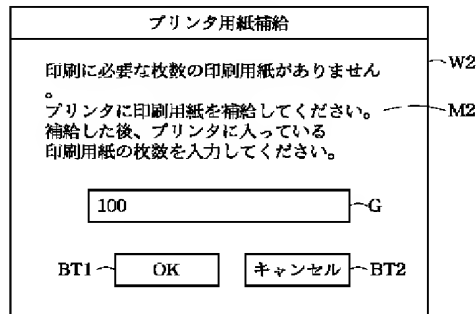 プリンタ用紙補給
印刷に必要な枚数の印刷用紙がありません
。
プリンタに印刷用紙を補給してください。
補給した後、プリンタに入っている
印刷用紙の枚数を入力してください。
100
OK
キャンセル
W2
M2
G
BT1
BT2